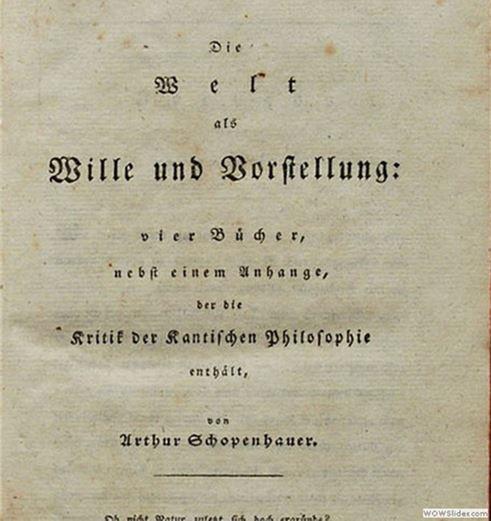 Die
Welt
als
Wille und Vorstellung:
vier Bücher,
nebst einem Anhange,
der die
Kritik der Kantischen Philosophie
enthält,
von
Arthur Schopenhauer.
Ob nicht Natur zuletzt sich doch ergründe?
WOWSlider.com